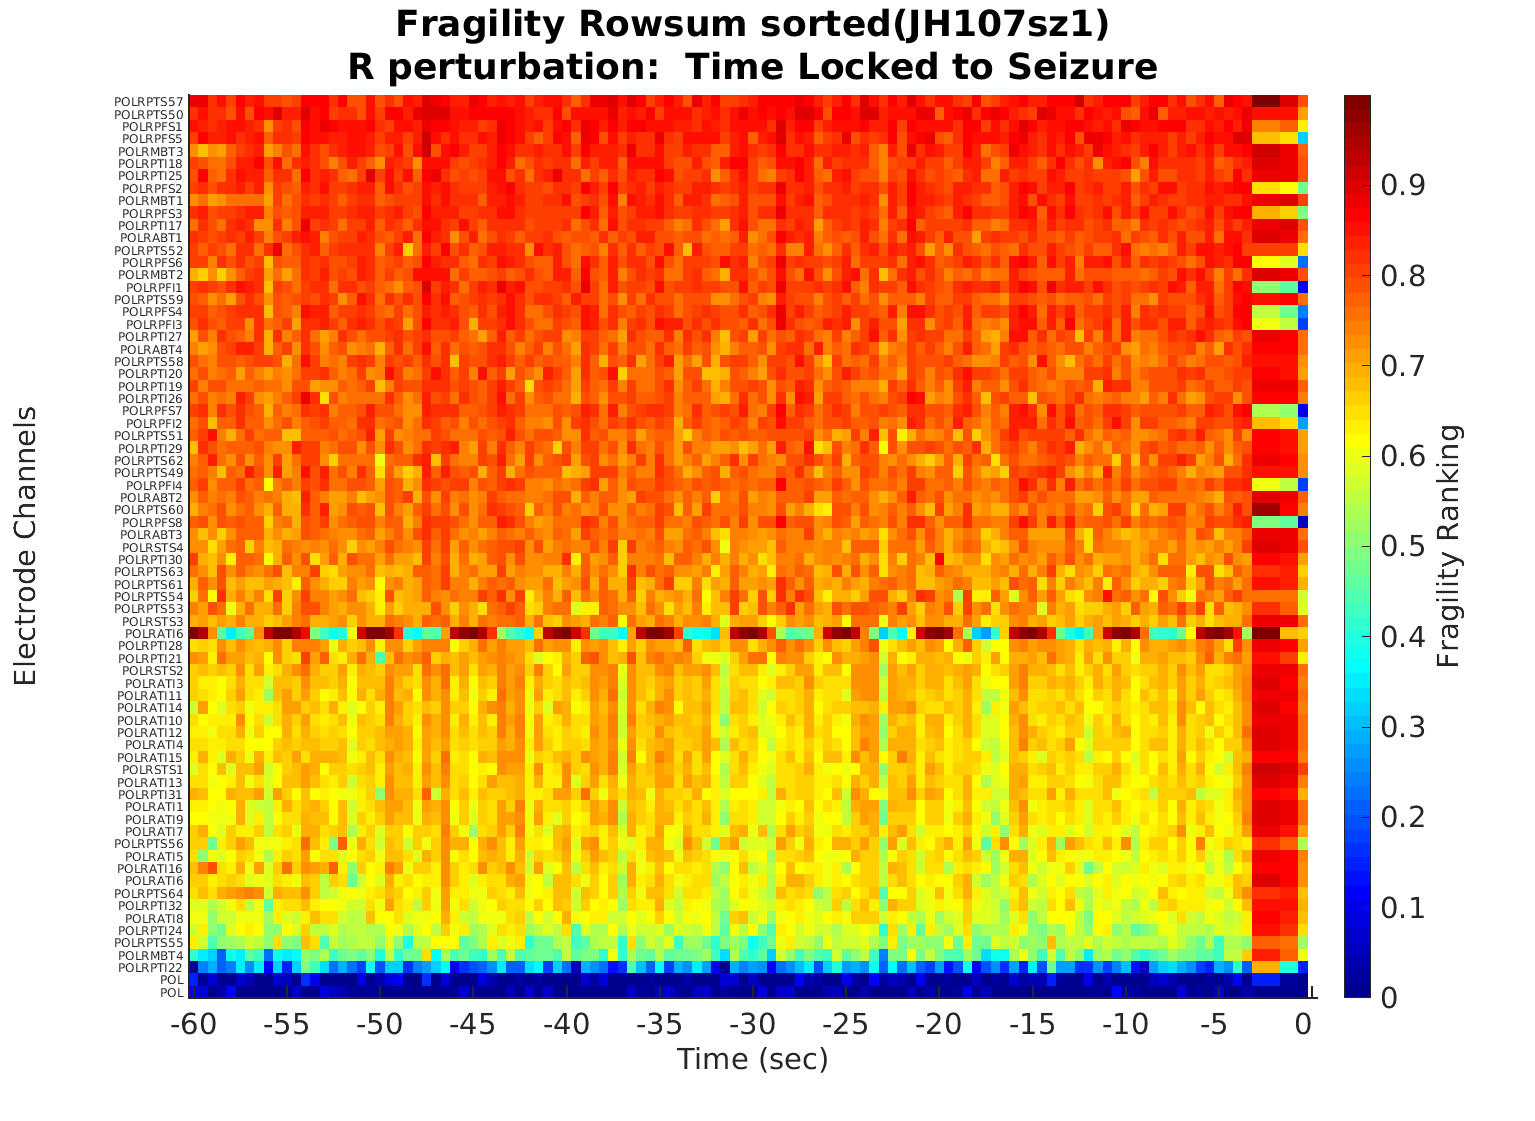 Fragility Rowsum sorted(JH107sz1)
R perturbation:  Time Locked to Seizure
POLRPTS57
POLRPTS50
POLRPFS1
POLRPFS5
POLRMBT3
POLRPTI18
POLRPTI25
POLRPFS2
POLRMBT1
POLRPFS3
POLRPTI17
POLRABT1
POLRPTS52
POLRPFS6
POLRMBT2
POLRPFI1
POLRPTS59
POLRPFS4
POLRPFI3
POLRPTI27
POLRABT4
POLRPTS58
POLRPTI20
POLRPTI19
POLRPTI26
POLRPFS7
POLRPFI2
POLRPTS51
POLRPTI29
POLRPTS62
POLRPTS49
POLRPFI4
POLRABT2
POLRPTS60
POLRPFS8
POLRABT3
POLRSTS4
POLRPTI30
POLRPTS63
POLRPTS61
POLRPTS54
POLRPTS53
POLRSTS3
POLRATI6
POLRPTI28
POLRPTI21
POLRSTS2
POLRATI3
POLRATI11
POLRATI14
POLRATI10
POLRATI12
POLRATI4
POLRATI15
POLRSTS1
POLRATI13
POLRPTI31
POLRATI1
POLRATI9
POLRATI7
POLRPTS56
POLRATI5
POLRATI16
POLRATI6
POLRPTS64
POLRPTI32
POLRATI8
POLRPTI24
POLRPTS55
POLRMBT4
POLRPTI22
POL
POL
Electrode Channels
-60 -55 -50 -45 -40 -35 -30 -25 -20 -15 -10 -5 0
Time (sec)
0.9
0.8
0.7
0.6
0.5
0.4
0.3
0.2
0.1
0
Fragility Ranking